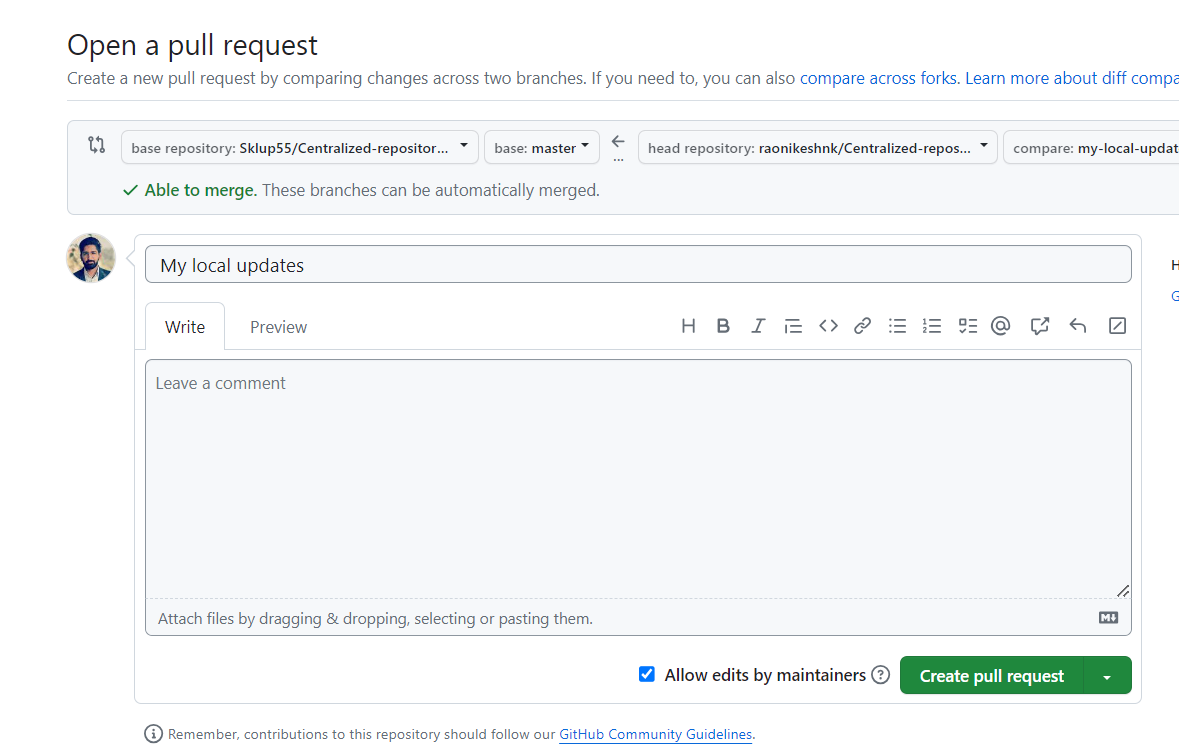 Open a pull request
Create a new pull request by comparing changes across two branches. If you need to, you can also compare across forks. Learn more about diff compa
base repository: Sklup55/Centralized-repositor... base: master ... head repository: raonikeshnk/Centralized-repos... compare: my-local-updat
Able to merge. These branches can be automatically merged.
My local updates
H
G
Write Preview
Leave a comment
Attach files by dragging & dropping, selecting or pasting them.
Allow edits by maintainers Create pull request
Remember, contributions to this repository should follow our GitHub Community Guidelines.